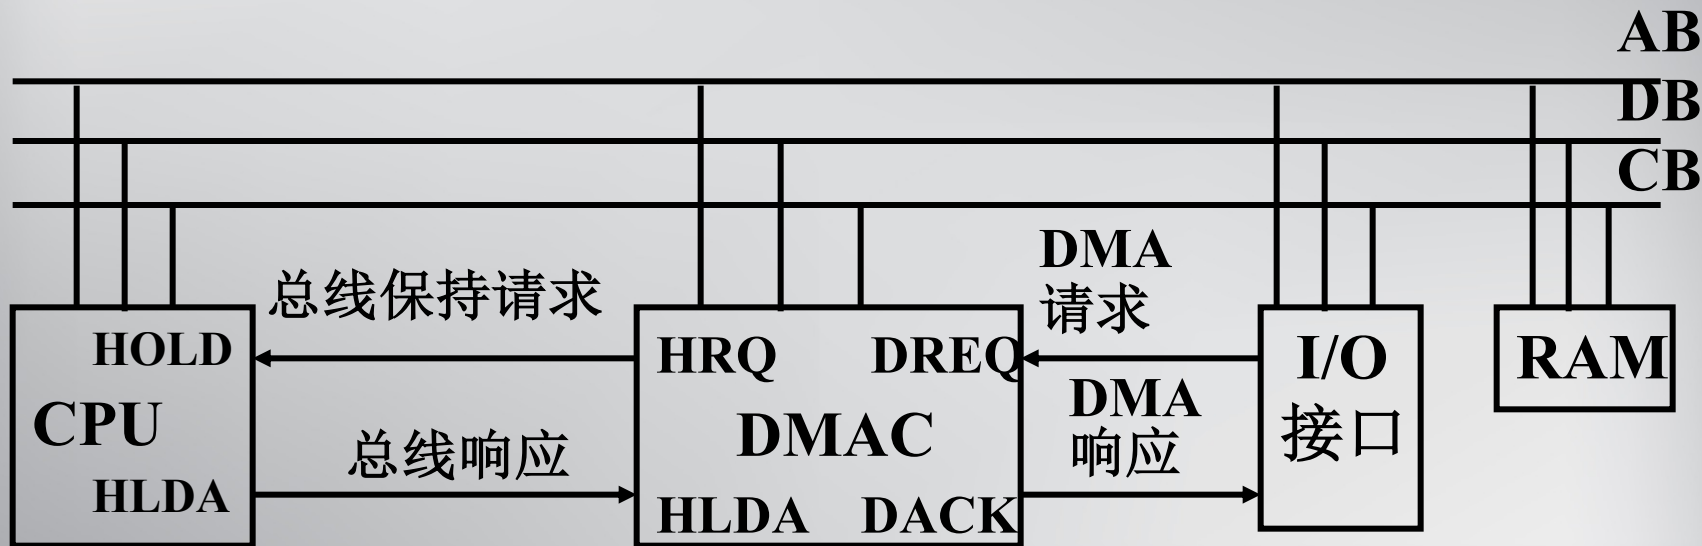 AB
DB
CB
总线保持请求
DMA
请求
HOLD
CPU
HLDA
总线响应
HRQ
DREQ
DMAC
HLDA
DACK
DMA
响应
I/O
接口
RAM